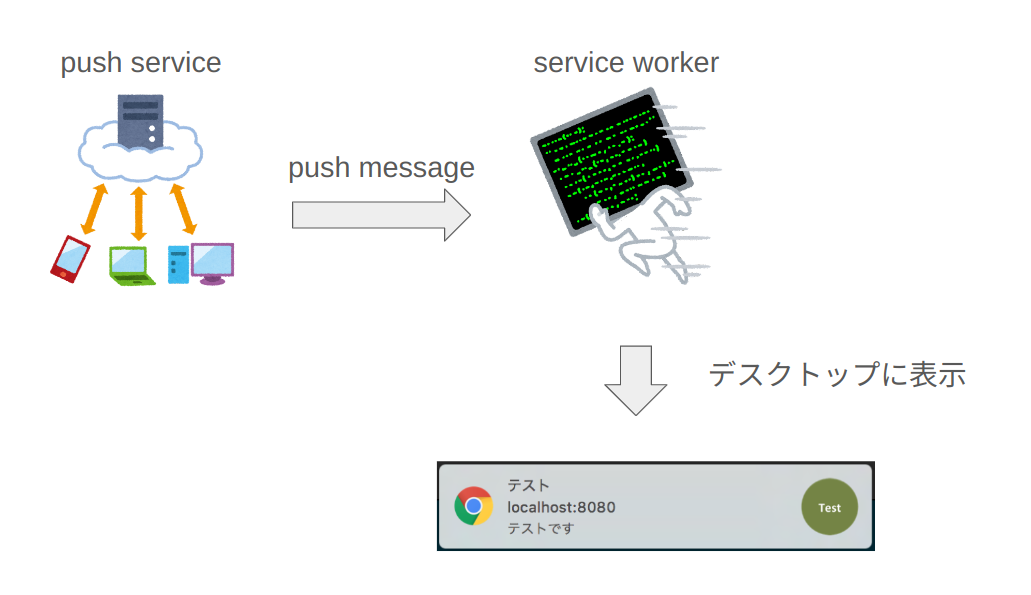 push service
service worker
push message
デスクトップに表示
テスト
localhost:8080
テストです
Test